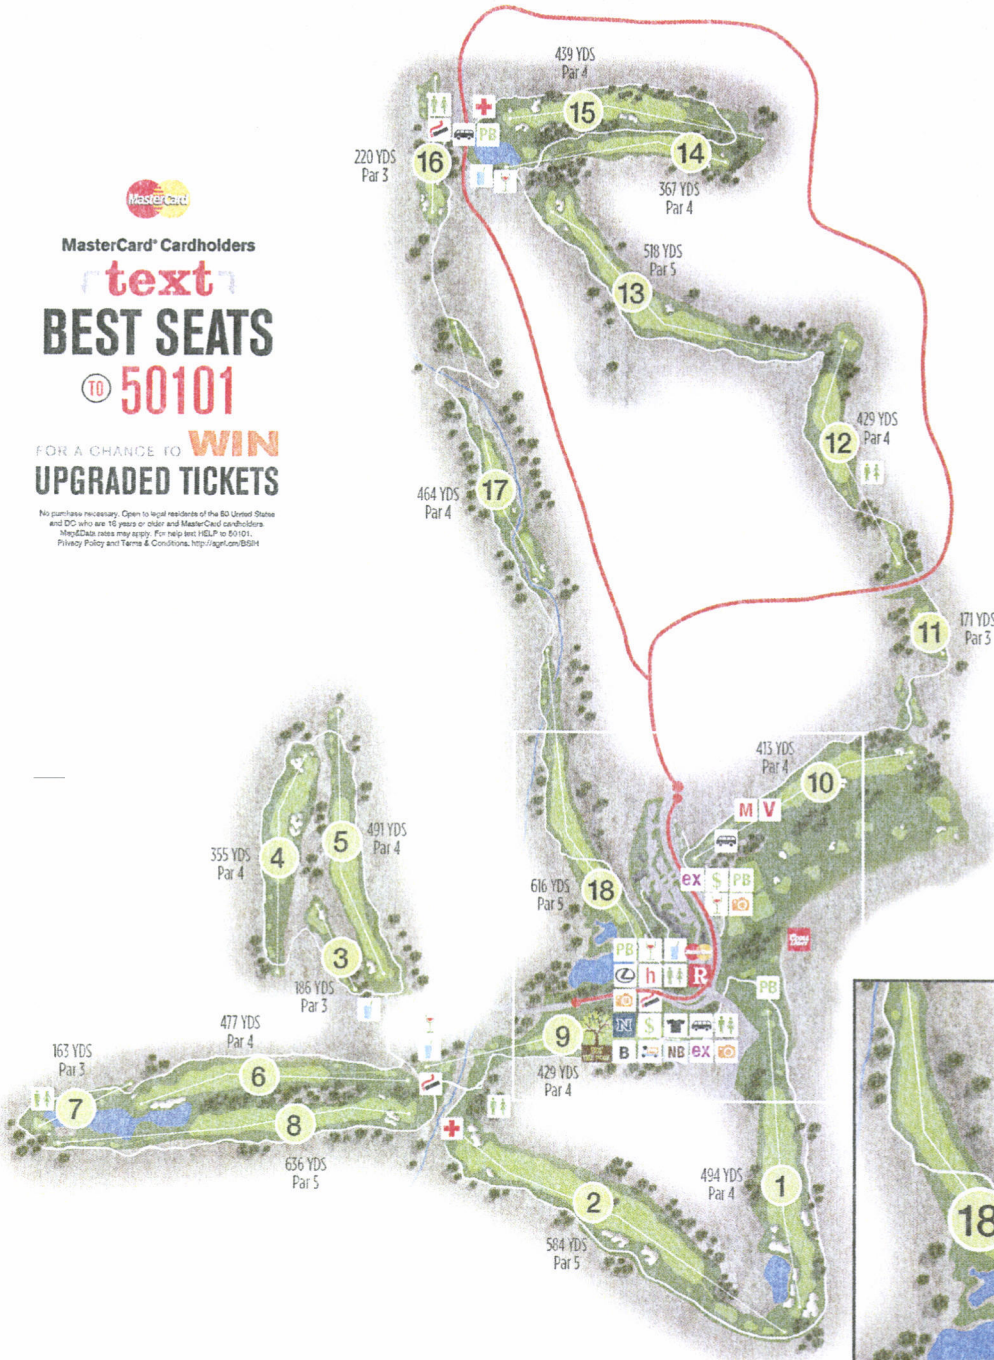 MasterCard
MasterCard® Cardholders
text
BEST SEATS
TO 50101
FOR A CHANCE TO WIN
UPGRADED TICKETS
No purchase necessary. Open to legal residents of the 50 United States
and DC who are 18 years or older and MasterCard cardholders.
Msg&Data rates may apply. For help text HELP to 50101.
Privacy Policy and Terms & Conditions. http://agrl.cm/BSIH
439 YDS
Par 4
15
PB
14
367 YDS
Par 4
220 YDS
Par 3
16
518 YDS
Par 5
13
429 YDS
Par 4
12
464 YDS
Par 4
17
171 YDS
Par 3
11
413 YDS
Par 4
10
M V
ex $ PB
491 YDS
Par 4
5
355 YDS
Par 4
4
3
186 YDS
Par 3
616 YDS
Par 5
18
PB
h R
N $
B NB ex
PB
9
429 YDS
Par 4
477 YDS
Par 4
6
163 YDS
Par 3
7
8
636 YDS
Par 5
494 YDS
Par 4
1
2
584 YDS
Par 5
18